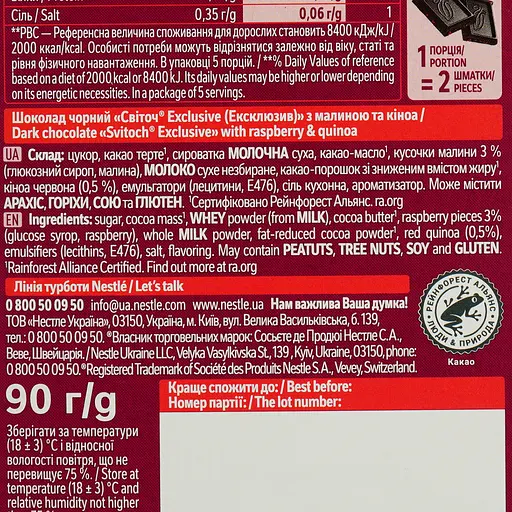 Сіль / Salt 0,35 г/g 0,06 г/g 1
**РВС — Референсна величина споживання для дорослих становить 8400 кДж/kJ /
2000 ккал/kcal. Особисті потреби можуть відрізнятися залежно від віку, статі та
рівня фізичного навантаження. В упаковці 5 порцій. / **% Daily Values of reference
based on a diet of 2000 kcal or 8400 kJ. Its daily values may be higher or lower depending
on its energetic necessities. In a package of 5 servings.
1 ПОРЦІЯ/
PORTION
= 2 ШМАТКИ/
PIECES
Шоколад чорний «Світоч® Exclusive (Ексклюзив)» з малиною та кіноа /
Dark chocolate «Svitoch® Exclusive» with raspberry & quinoa
UA Склад: цукор, какао терте¹, сироватка МОЛОЧНА суха, какао-масло¹, кусочки малини 3 %
(глюкозний сироп, малина), МОЛОКО сухе незбиране, какао-порошок зі зниженим вмістом жиру¹,
кіноа червона (0,5 %), емульгатори (лецитини, Е476), сіль кухонна, ароматизатор. Може містити
АРАХІС, ГОРІХИ, СОЮ та ГЛЮТЕН. ¹Сертифіковано Рейнфорест Альянс. ra.org
EN Ingredients: sugar, cocoa mass¹, WHEY powder (from MILK), cocoa butter¹, raspberry pieces 3%
(glucose syrop, raspberry), whole MILK powder, fat-reduced cocoa powder¹, red quinoa (0,5%),
emulsifiers (lecithins, E476), salt, flavoring. May contain PEATUTS, TREE NUTS, SOY and GLUTEN.
¹Rainforest Alliance Certified. Find out more at ra.org
Лінія турботи Nestlé / Let's talk
0 800 50 09 50 info@ua.nestle.com www.nestle.ua Нам важлива Ваша думка!
ТОВ «Нестле Україна», 03150, Україна, м. Київ, вул. Велика Васильківська, б. 139,
тел.: 0 800 50 09 50. ®Власник торговельних марок: Сосьєте де Продюї Нестле С.А.,
Веве, Швейцарія. / Nestle Ukraine LLC, Velyka Vasylkivska St., 139, Kyiv, Ukraine, 03150, phone:
0 800 50 09 50. ®Registered Trademark of Société des Produits Nestlé S.A., Vevey, Switzerland.
РЕЙНФОРЕСТ АЛЬЯНС
ЛЮДИ & ПРИРОДА
Какао
90 г/g
Краще спожити до: / Best before:
Номер партії: / The lot number:
Зберігати за температури
(18 ± 3) °C і відносної
вологості повітря, що не
перевищує 75 %. / Store at
temperature (18 ± 3) °C and
relative humidity not higher